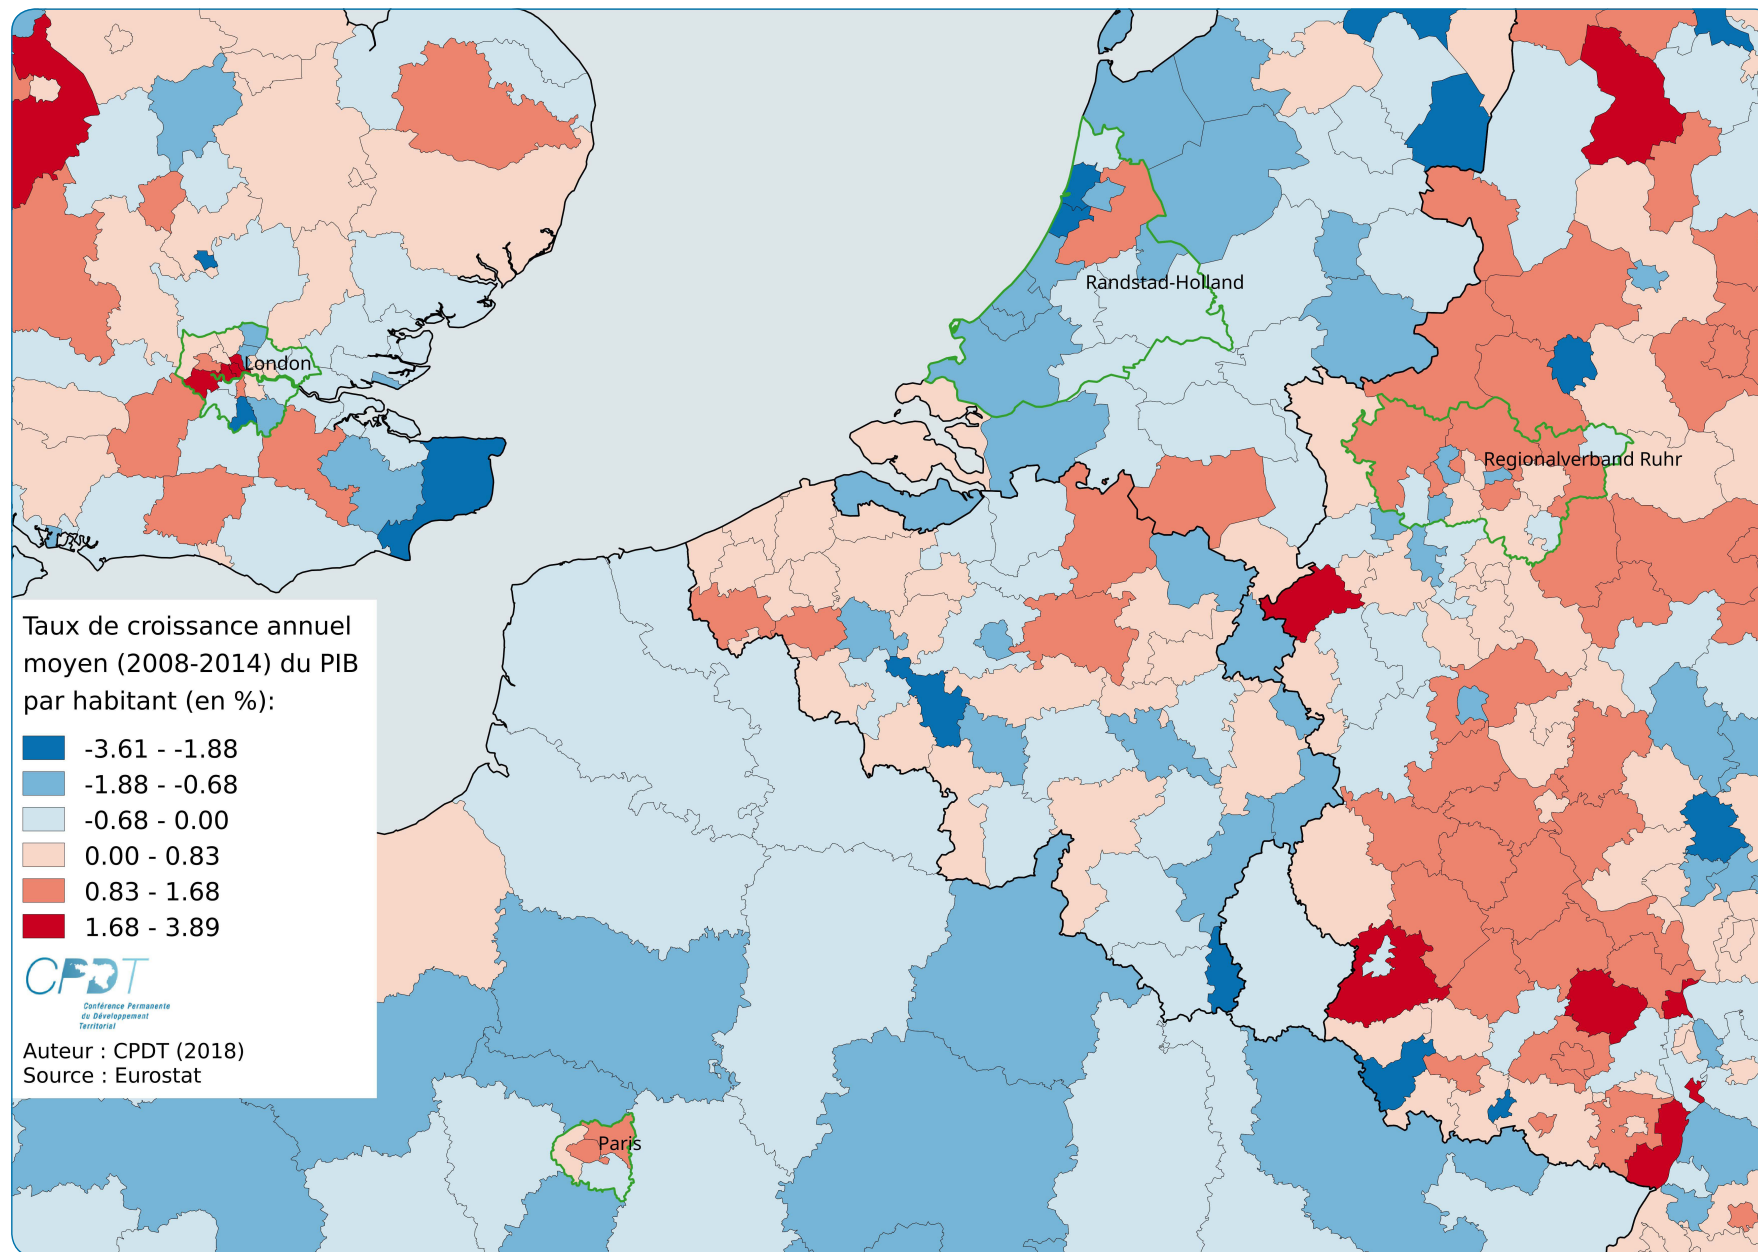 Randstad-Holland
London
Regionalverband Ruhr
Paris
Taux de croissance annuel
moyen (2008-2014) du PIB
par habitant (en %):
-3.61 - -1.88
-1.88 - -0.68
-0.68 - 0.00
0.00 - 0.83
0.83 - 1.68
1.68 - 3.89
CPDT
Conférence Permanente
du Développement
Territorial
Auteur : CPDT (2018)
Source : Eurostat